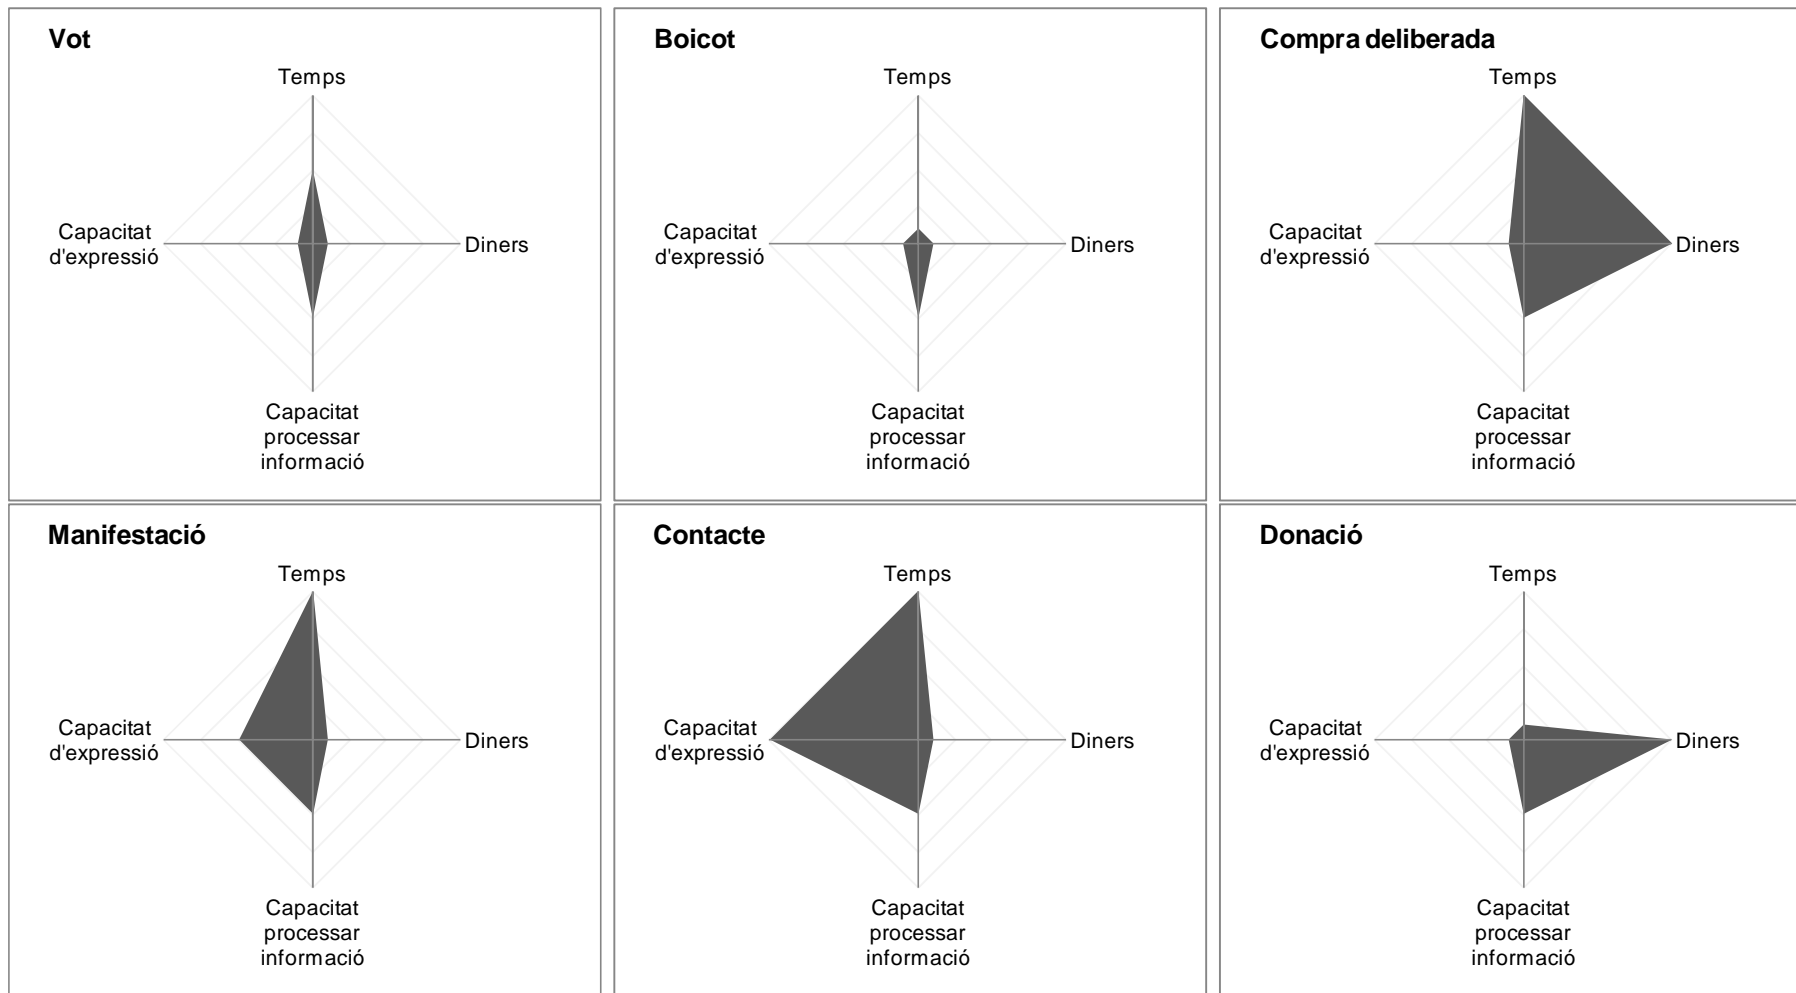 Vot
Temps
Capacitat
d'expressió
Diners
Capacitat
processar
informació
Boicot
Temps
Capacitat
d'expressió
Diners
Capacitat
processar
informació
Compra deliberada
Temps
Capacitat
d'expressió
Diners
Capacitat
processar
informació
Manifestació
Temps
Capacitat
d'expressió
Diners
Capacitat
processar
informació
Contacte
Temps
Capacitat
d'expressió
Diners
Capacitat
processar
informació
Donació
Temps
Capacitat
d'expressió
Diners
Capacitat
processar
informació